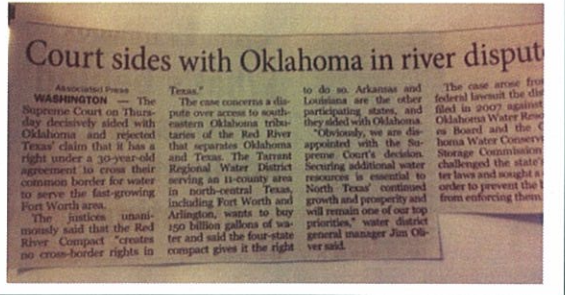 Court sides with Oklahoma in river disput
Associated Press
WASHINGTON — The
Supreme Court on Thurs-
day decisively sided with
Oklahoma and rejected
Texas' claim that it has a
right under a 30-year-old
agreement to cross their
common border for water
to serve the fast-growing
Fort Worth area.
The justices unani-
mously said that the Red
River Compact "creates
no cross-border rights in
Texas."
The case concerns a dis-
pute over access to south-
eastern Oklahoma tribu-
taries of the Red River
that separates Oklahoma
and Texas. The Tarrant
Regional Water District
serving an 11-county area
in north-central Texas,
including Fort Worth and
Arlington, wants to buy
150 billion gallons of wa-
ter and said the four-state
compact gives it the right
to do so. Arkansas and
Louisiana are the other
participating states, and
they sided with Oklahoma.
"Obviously, we are dis-
appointed with the Su-
preme Court's decision.
Securing additional water
resources is essential to
North Texas' continued
growth and prosperity and
will remain one of our top
priorities," water district
general manager Jim Oli-
ver said.
The case arose from
federal lawsuit the dis
filed in 2007 against
Oklahoma Water Reso
es Board and the O
homa Water Conserv
Storage Commission
challenged the state's
ter laws and sought a
order to prevent the b
from enforcing them.